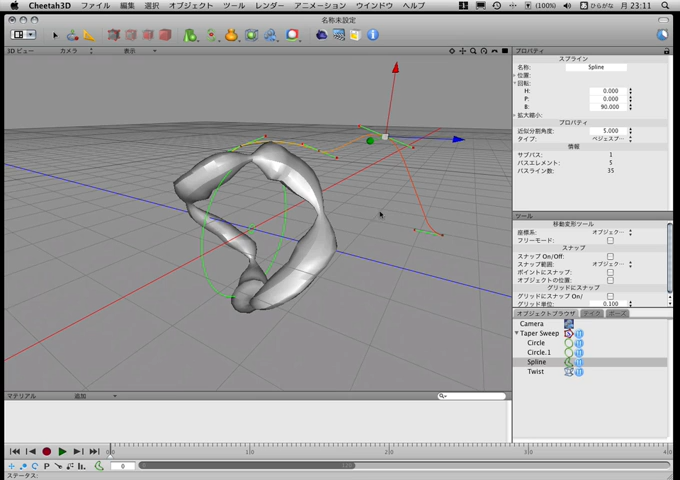 Cheetah3D ファイル 編集 選択 オブジェクト ツール レンダー アニメーション ウインドウ ヘルプ (100%) ひらがな 月 23:11
名称未設定
3D ビュー カメラ 表示
プロパティ
スプライン
名称: Spline
位置:
回転:
H: 0.000
P: 0.000
B: 90.000
拡大縮小:
プロパティ
近似分割角度: 5.000
タイプ: ベジェスプ…
情報
サブパス: 1
パスエレメント: 5
パスライン数: 35
ツール
移動変形ツール
座標系: オブジェク…
フリーモード:
スナップ
スナップ On/Off:
スナップ範囲: オブジェク…
ポイントにスナップ:
オブジェクトの位置:
グリッドにスナップ
グリッドにスナップ On/
グリッド単位: 0.100
オブジェクトブラウザ テイク ポーズ
Camera
Taper Sweep
Circle
Circle.1
Spline
Twist
マテリアル 追加
0 100 200 300 400
0 120
ステータス: